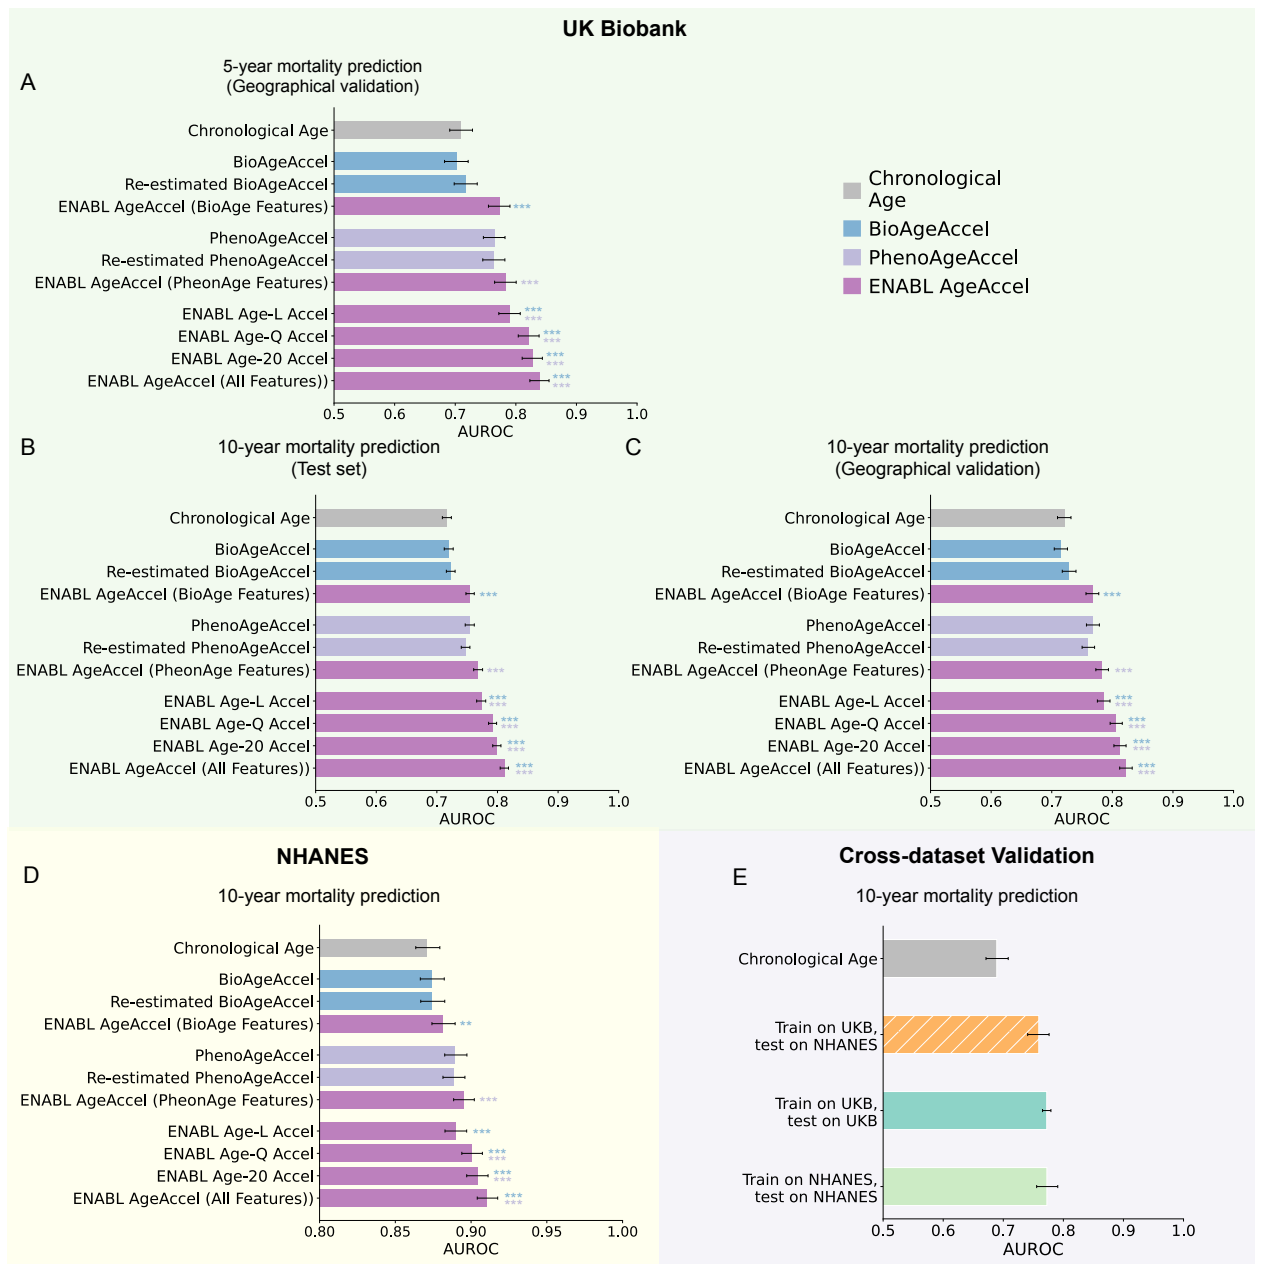 UK Biobank
A
5-year mortality prediction
(Geographical validation)
Chronological Age
BioAgeAccel
Re-estimated BioAgeAccel
ENABL AgeAccel (BioAge Features)
***
PhenoAgeAccel
Re-estimated PhenoAgeAccel
ENABL AgeAccel (PheonAge Features)
***
ENABL Age-L Accel
***
***
ENABL Age-Q Accel
***
***
ENABL Age-20 Accel
***
***
ENABL AgeAccel (All Features))
***
***
0.5 0.6 0.7 0.8 0.9 1.0
AUROC
Chronological
Age
BioAgeAccel
PhenoAgeAccel
ENABL AgeAccel
B
10-year mortality prediction
(Test set)
Chronological Age
BioAgeAccel
Re-estimated BioAgeAccel
ENABL AgeAccel (BioAge Features)
***
PhenoAgeAccel
Re-estimated PhenoAgeAccel
ENABL AgeAccel (PheonAge Features)
***
ENABL Age-L Accel
***
***
ENABL Age-Q Accel
***
***
ENABL Age-20 Accel
***
***
ENABL AgeAccel (All Features))
***
***
0.5 0.6 0.7 0.8 0.9 1.0
AUROC
C
10-year mortality prediction
(Geographical validation)
Chronological Age
BioAgeAccel
Re-estimated BioAgeAccel
ENABL AgeAccel (BioAge Features)
***
PhenoAgeAccel
Re-estimated PhenoAgeAccel
ENABL AgeAccel (PheonAge Features)
***
ENABL Age-L Accel
***
***
ENABL Age-Q Accel
***
***
ENABL Age-20 Accel
***
***
ENABL AgeAccel (All Features))
***
***
0.5 0.6 0.7 0.8 0.9 1.0
AUROC
NHANES
D
10-year mortality prediction
Chronological Age
BioAgeAccel
Re-estimated BioAgeAccel
ENABL AgeAccel (BioAge Features)
**
PhenoAgeAccel
Re-estimated PhenoAgeAccel
ENABL AgeAccel (PheonAge Features)
***
ENABL Age-L Accel
***
ENABL Age-Q Accel
***
***
ENABL Age-20 Accel
***
***
ENABL AgeAccel (All Features))
***
***
0.80 0.85 0.90 0.95 1.00
AUROC
Cross-dataset Validation
E
10-year mortality prediction
Chronological Age
Train on UKB,
test on NHANES
Train on UKB,
test on UKB
Train on NHANES,
test on NHANES
0.5 0.6 0.7 0.8 0.9 1.0
AUROC